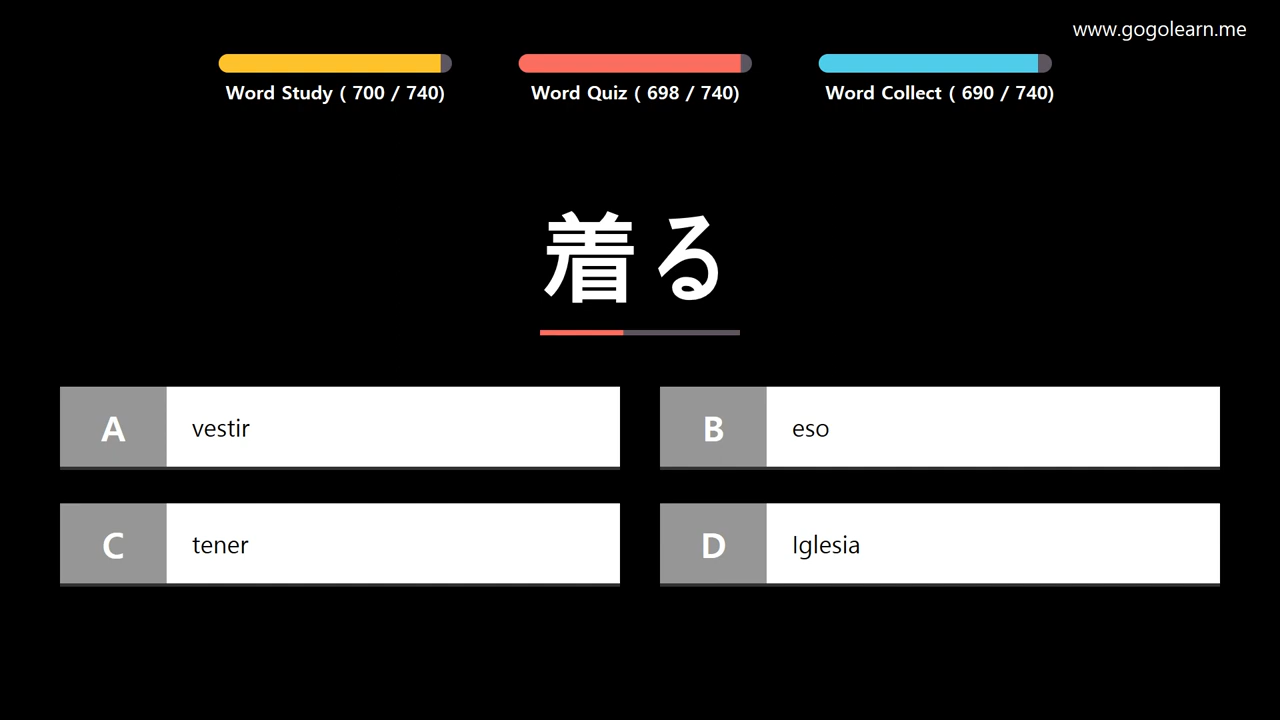 www.gogolearn.me
Word Study ( 700 / 740)
Word Quiz ( 698 / 740)
Word Collect ( 690 / 740)
着る
A vestir
B eso
C tener
D Iglesia